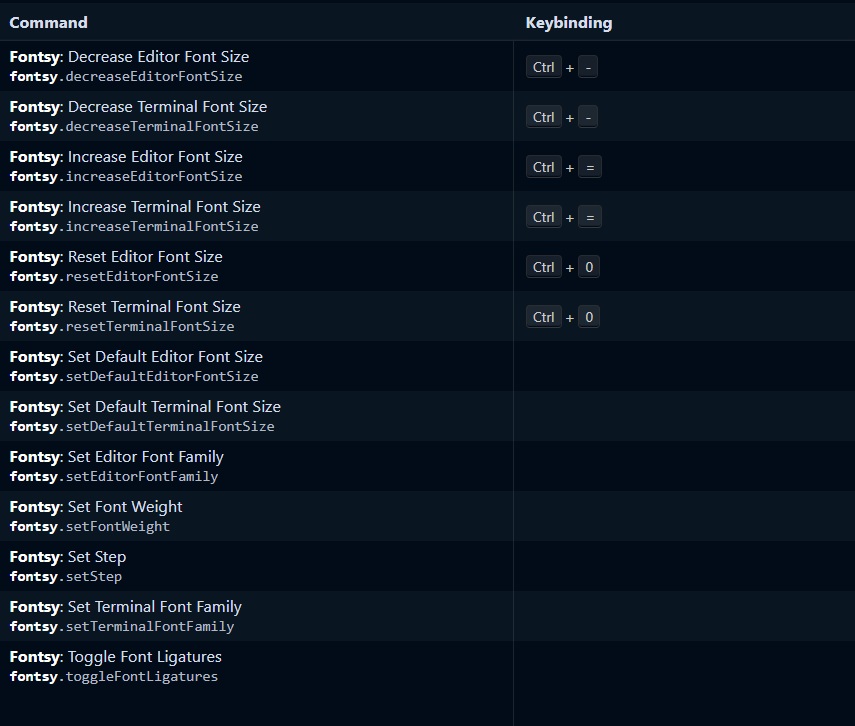 Command Keybinding
Fontsy: Decrease Editor Font Size
fontsy.decreaseEditorFontSize
Ctrl + -
Fontsy: Decrease Terminal Font Size
fontsy.decreaseTerminalFontSize
Ctrl + -
Fontsy: Increase Editor Font Size
fontsy.increaseEditorFontSize
Ctrl + =
Fontsy: Increase Terminal Font Size
fontsy.increaseTerminalFontSize
Ctrl + =
Fontsy: Reset Editor Font Size
fontsy.resetEditorFontSize
Ctrl + 0
Fontsy: Reset Terminal Font Size
fontsy.resetTerminalFontSize
Ctrl + 0
Fontsy: Set Default Editor Font Size
fontsy.setDefaultEditorFontSize
Fontsy: Set Default Terminal Font Size
fontsy.setDefaultTerminalFontSize
Fontsy: Set Editor Font Family
fontsy.setEditorFontFamily
Fontsy: Set Font Weight
fontsy.setFontWeight
Fontsy: Set Step
fontsy.setStep
Fontsy: Set Terminal Font Family
fontsy.setTerminalFontFamily
Fontsy: Toggle Font Ligatures
fontsy.toggleFontLigatures